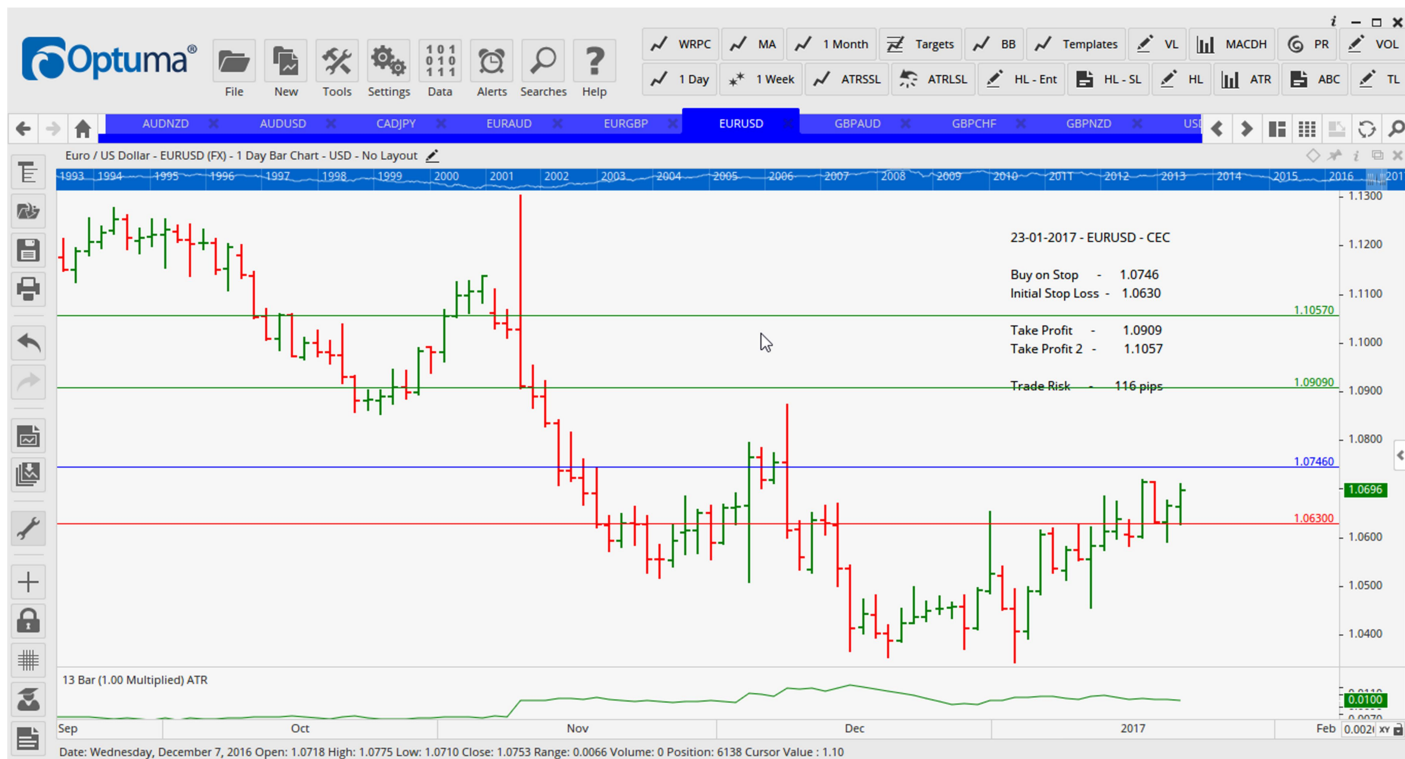 Optuma®
File New Tools Settings Data Alerts Searches Help
WRPC MA 1 Month Targets BB Templates VL MACDH PR VOL
1 Day 1 Week ATRSSL ATRLSL HL - Ent HL - SL HL ATR ABC TL
AUDNZD AUDUSD CADJPY EURAUD EURGBP EURUSD GBPAUD GBPCHF GBPNZD
Euro / US Dollar - EURUSD (FX) - 1 Day Bar Chart - USD - No Layout
1993 1994 1995 1996 1997 1998 1999 2000 2001 2002 2003 2004 2005 2006 2007 2008 2009 2010 2011 2012 2013 2014 2015 2016
1.1300
23-01-2017 - EURUSD - CEC
1.1200
Buy on Stop - 1.0746
Initial Stop Loss - 1.0630
1.1100
1.10570
Take Profit - 1.0909
Take Profit 2 - 1.1057
1.1000
Trade Risk - 116 pips
1.09090
1.0900
1.0800
1.07460
1.0696
1.06300
1.0600
1.0500
1.0400
13 Bar (1.00 Multiplied) ATR
0.0100
Sep Oct Nov Dec 2017 Feb
XY
Date: Wednesday, December 7, 2016 Open: 1.0718 High: 1.0775 Low: 1.0710 Close: 1.0753 Range: 0.0066 Volume: 0 Position: 6138 Cursor Value : 1.10